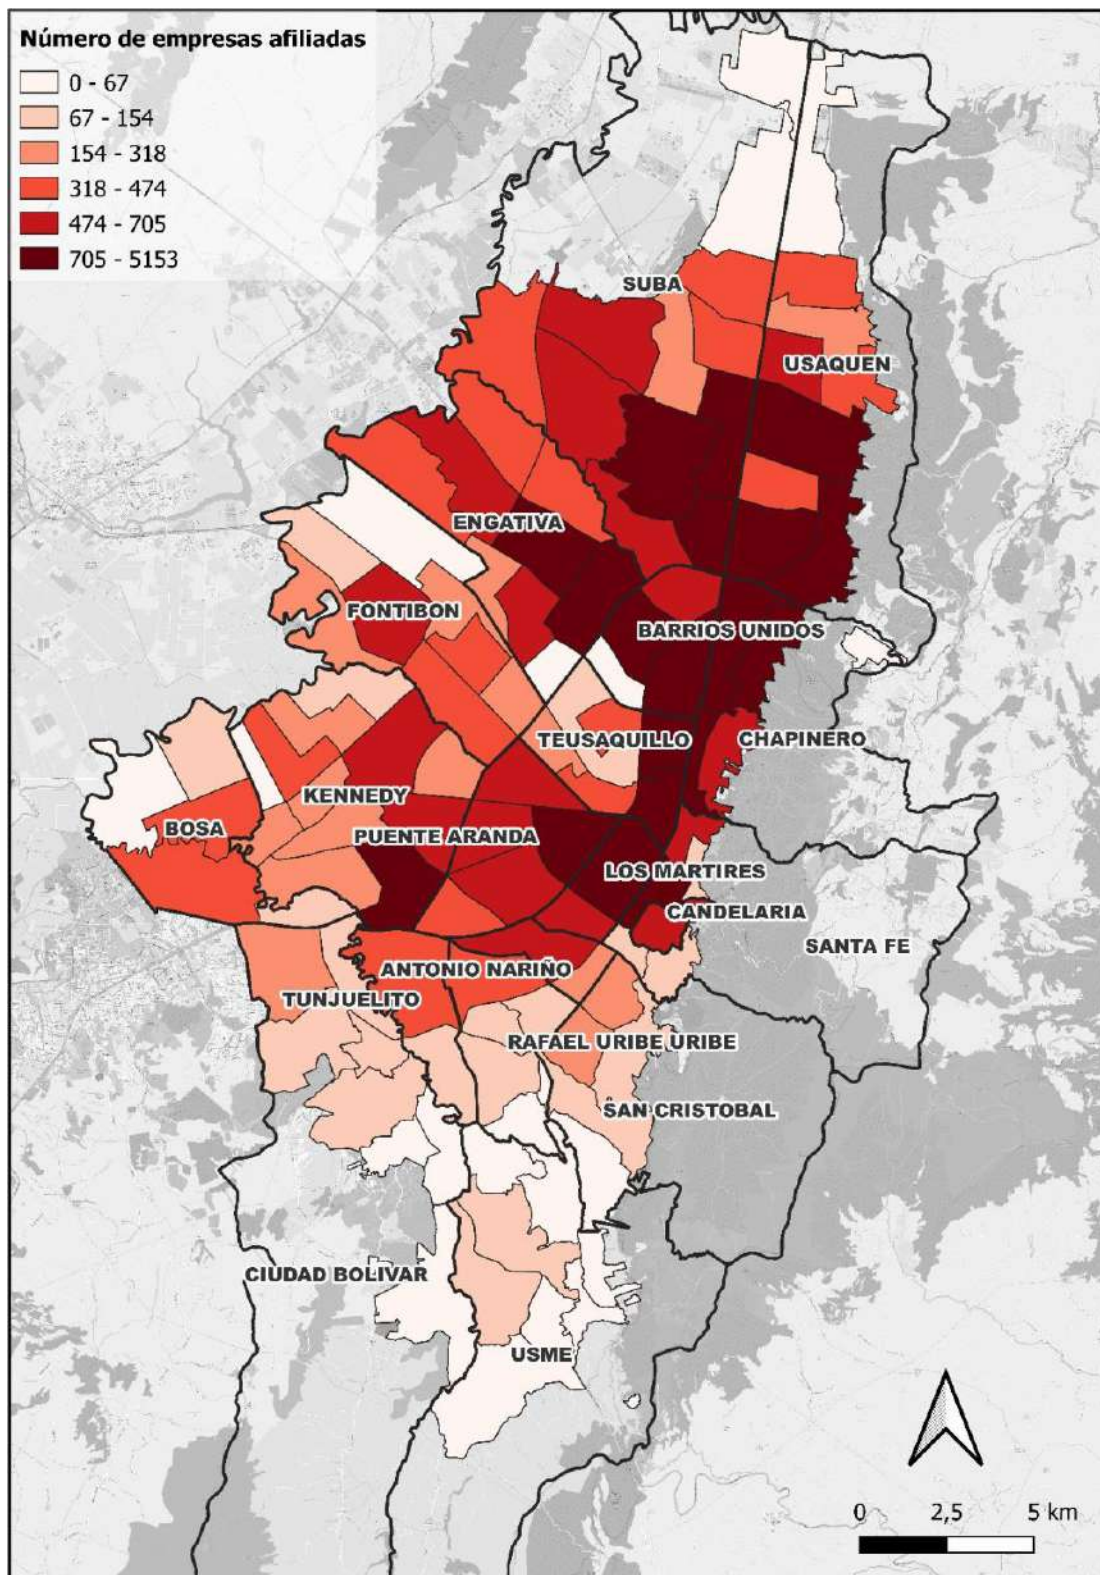 Número de empresas afiliadas
0 - 67
67 - 154
154 - 318
318 - 474
474 - 705
705 - 5153
SUBA
USAQUEN
ENGATIVA
FONTIBON
BARRIOS UNIDOS
TEUSAQUILLO
CHAPINERO
KENNEDY
BOSA
PUENTE ARANDA
LOS MARTIRES
CANDELARIA
SANTA FE
ANTONIO NARIÑO
TUNJUELITO
RAFAEL URIBE URIBE
SAN CRISTOBAL
CIUDAD BOLIVAR
USME
0 2,5 5 km